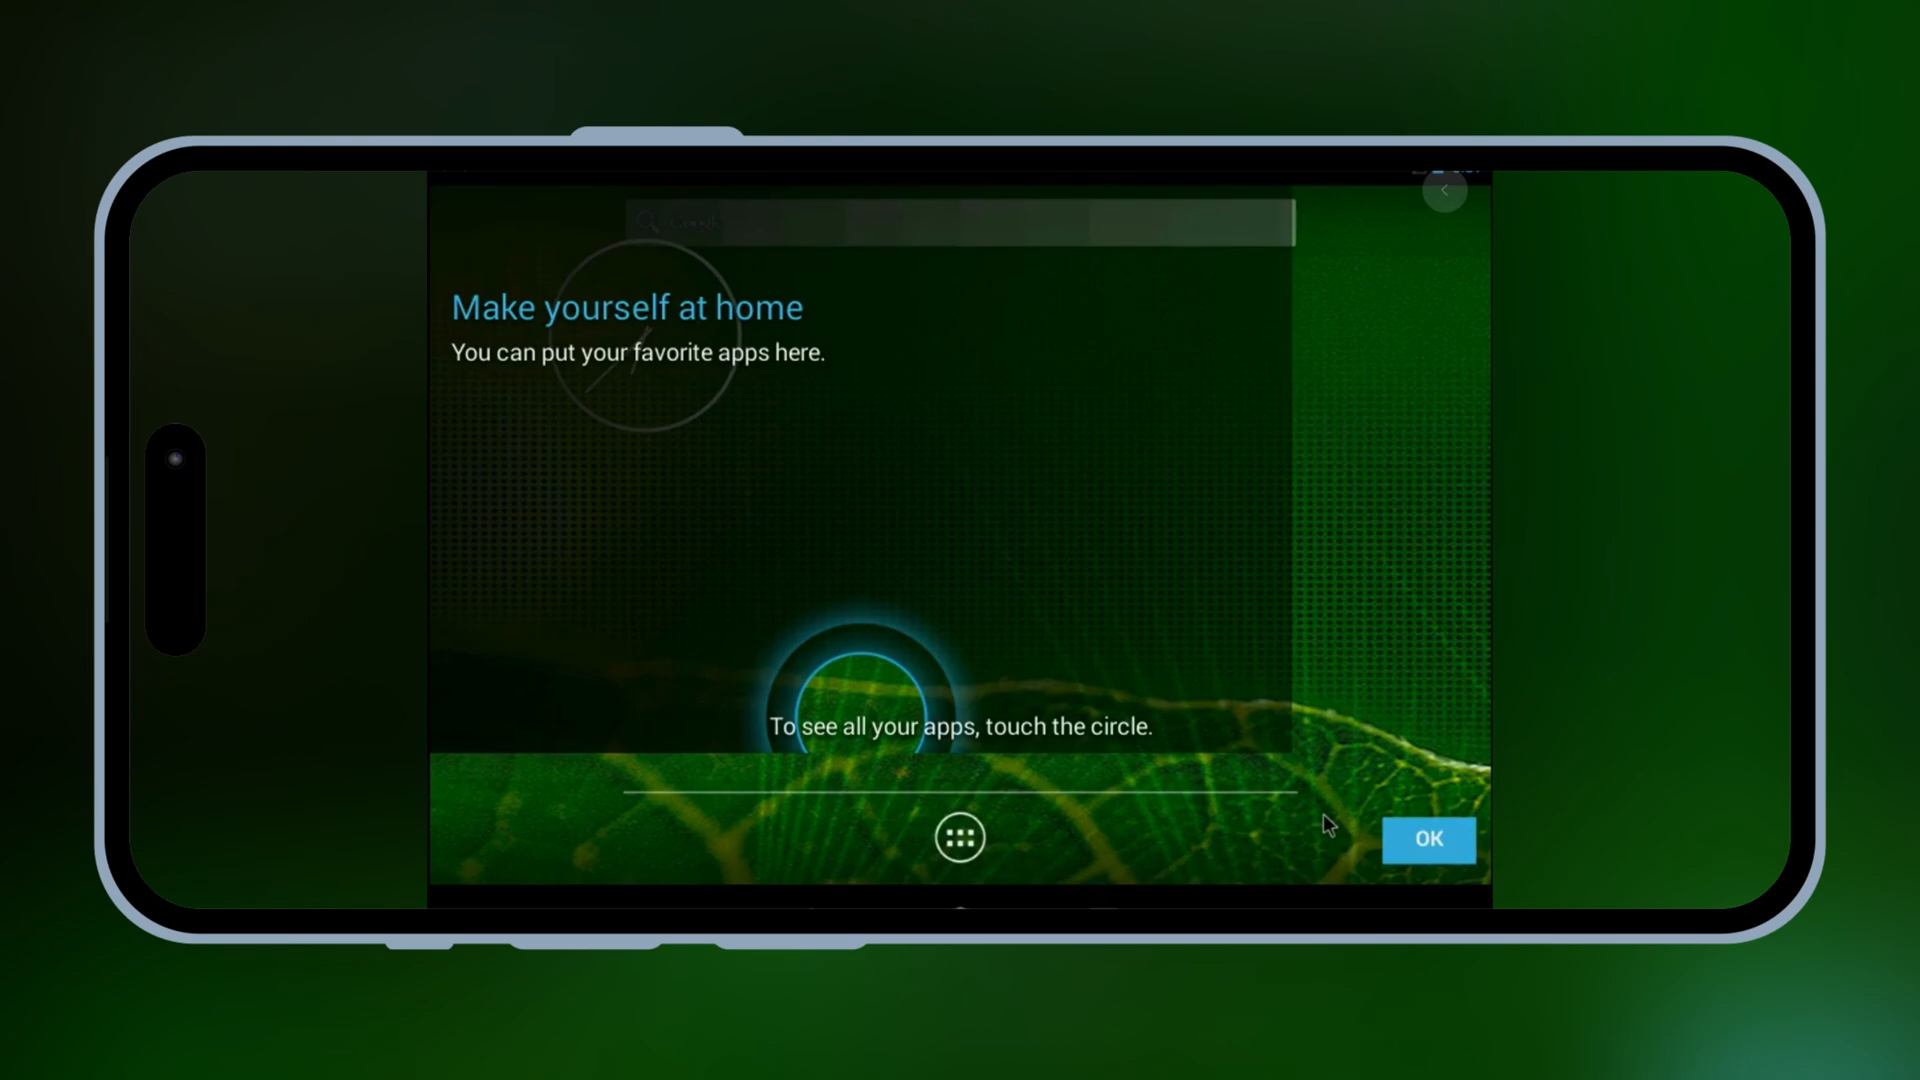 Google
Make yourself at home
You can put your favorite apps here.
To see all your apps, touch the circle.
OK